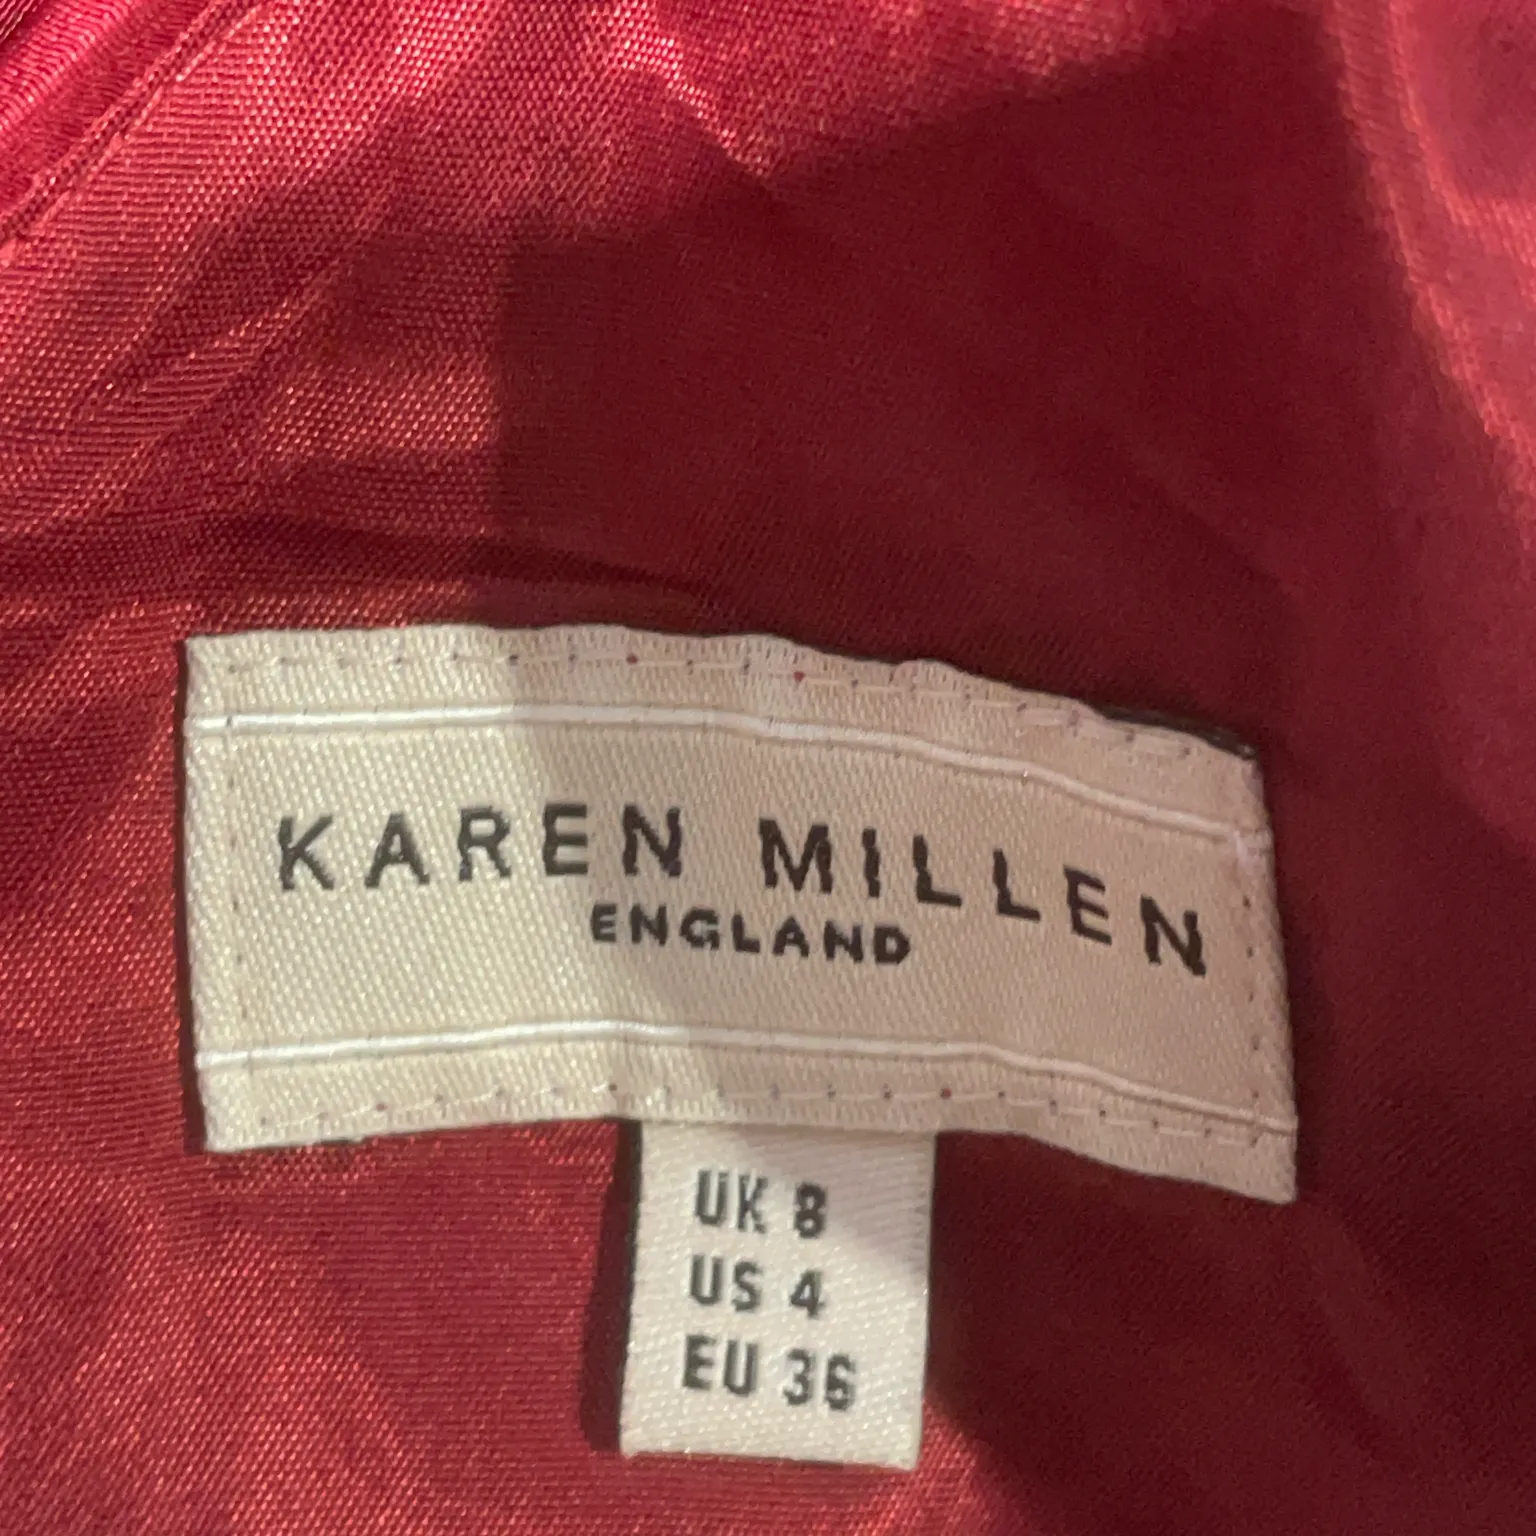 KAREN MILLEN
ENGLAND
UK 8
US 4
EU 36